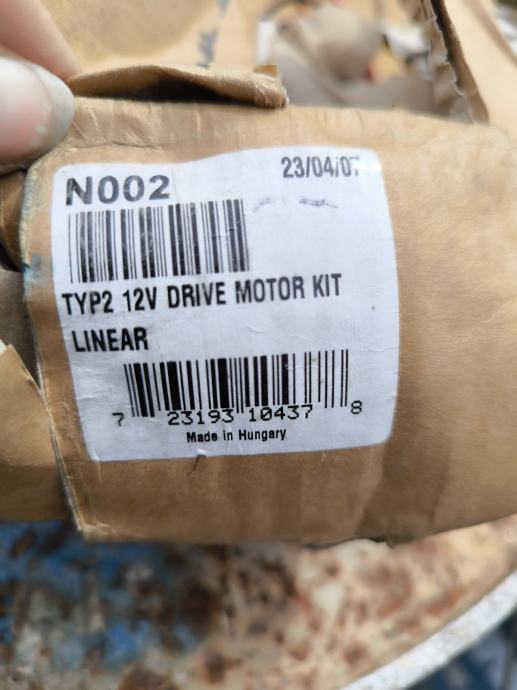 N002
23/04/07
TYP2 12V DRIVE MOTOR KIT
LINEAR
7 23193 10437 8
Made in Hungary